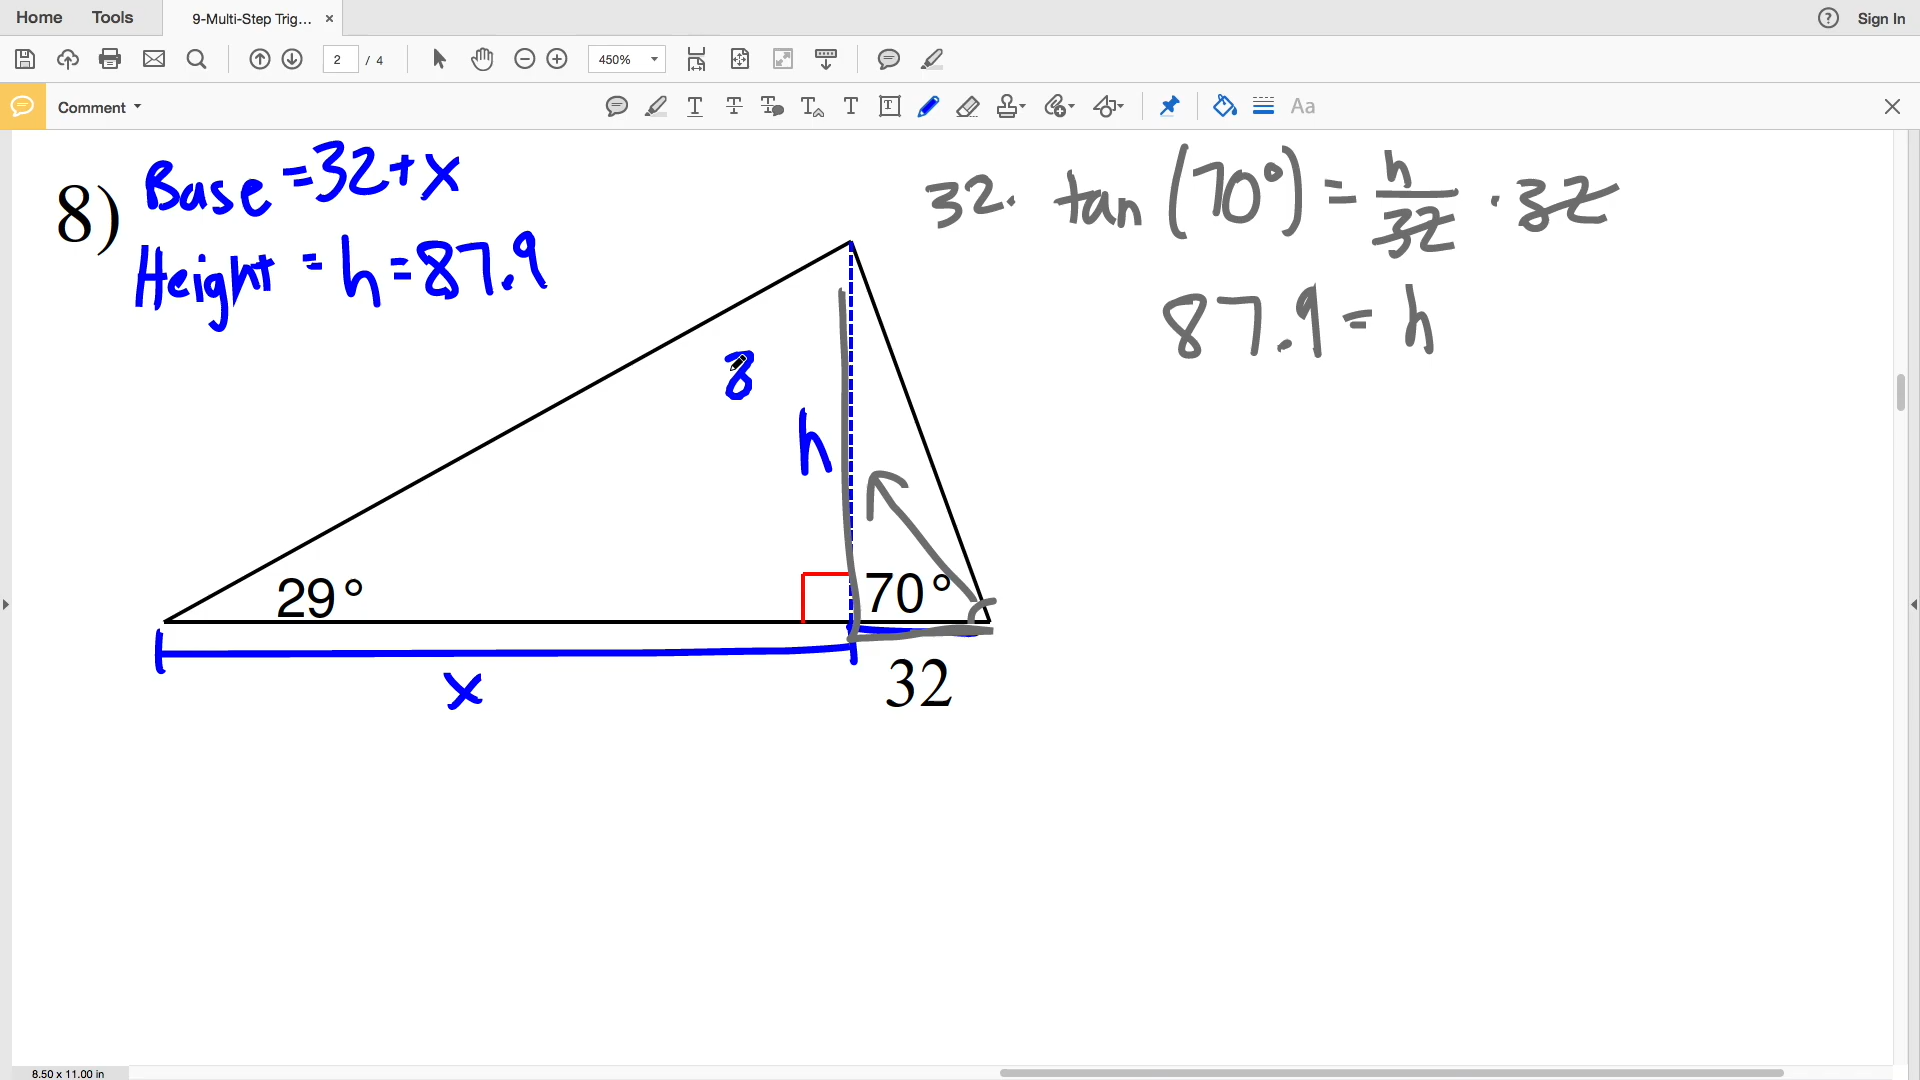 Home Tools 9-Multi-Step Trig... × ? Sign In
2 / 4 450%
Comment Aa
8) Base = 32 + x
Height = h = 87.9
32 · tan (70°) = h/32 · 32
87.9 = h
8
h
29° 70°
x 32
8.50 x 11.00 in